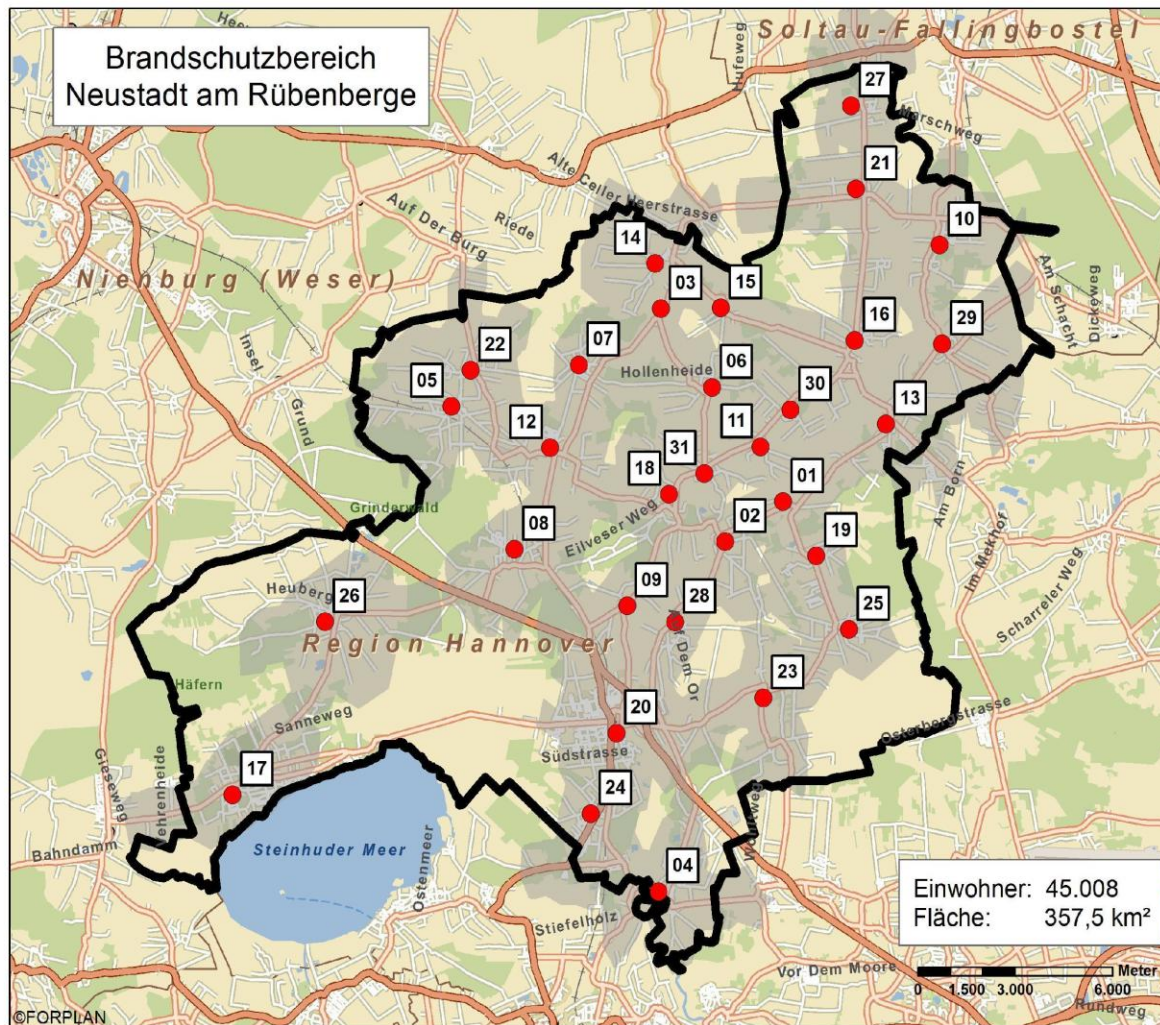 Brandschutzbereich
Neustadt am Rübenberge
Soltau-Fallingbostel
Hufeweg
27
Marschweg
21
Alte Celler Heerstrasse
Auf Der Burg
Riede
14
10
Nienburg (Weser)
03
15
Am Schacht
Dickeweg
16
29
Insel
22
07
05
Hollenheide
06
30
Grund
13
12
11
31
18
01
Grinderwald
Am Born
02
08
Eilveser Weg
19
Im Mekhof
09
Heuberg
26
28
Scharreler Weg
Auf Dem Or
25
Region Hannover
Häfern
23
Sanneweg
20
Osterbergstrasse
Südstrasse
Gieseweg
17
24
Bahndamm
Steinhuder Meer
Ostenmeer
04
Stiefelholz
Einwohner: 45.008
Fläche: 357,5 km²
Vor Dem Moore
Meter
0 1.500 3.000 6.000
Rundweg
©FORPLAN